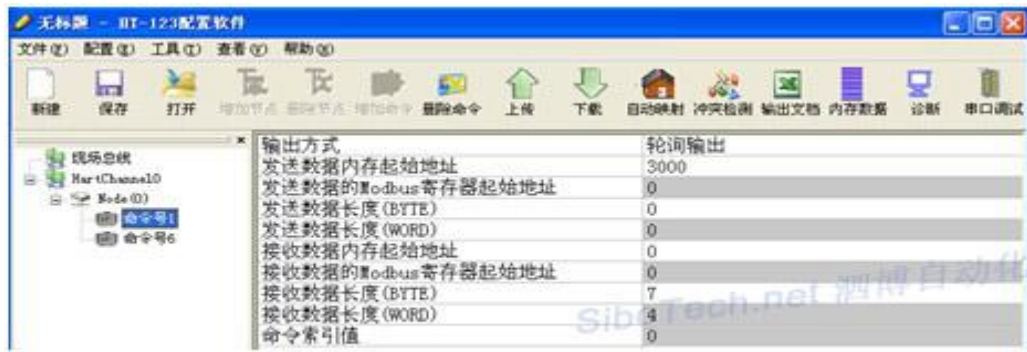 无标题 - HT-123配置软件
文件(F) 配置(C) 工具(T) 查看(V) 帮助(H)
新建 保存 打开 增加节点 删除节点 增加命令 删除命令 上传 下载 自动映射 冲突检测 输出文档 内存数据 诊断 串口调试
现场总线
HartChannel0
Node(0)
命令号1
命令号6
输出方式 轮询输出
发送数据内存起始地址 3000
发送数据的Modbus寄存器起始地址 0
发送数据长度(BYTE) 0
发送数据长度(WORD) 0
接收数据内存起始地址 0
接收数据的Modbus寄存器起始地址 0
接收数据长度(BYTE) 7
接收数据长度(WORD) 4
命令索引值 0
SiboTech.net 泗博自动化